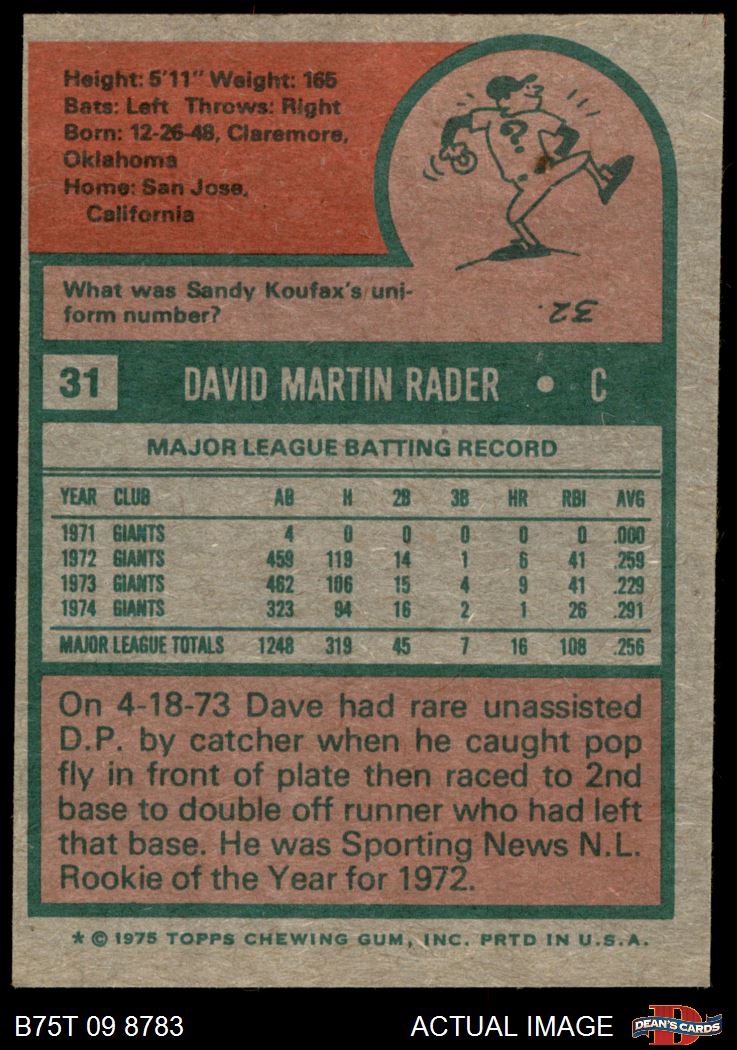 Height: 5'11" Weight: 165
Bats: Left Throws: Right
Born: 12-26-48, Claremore,
Oklahoma
Home: San Jose,
California
?
What was Sandy Koufax's uni-
form number?
32.
31 DAVID MARTIN RADER • C
MAJOR LEAGUE BATTING RECORD
YEAR CLUB AB H 2B 3B HR RBI AVG
1971 GIANTS 4 0 0 0 0 0 .000
1972 GIANTS 459 119 14 1 6 41 .259
1973 GIANTS 462 106 15 4 9 41 .229
1974 GIANTS 323 94 16 2 1 26 .291
MAJOR LEAGUE TOTALS 1248 319 45 7 16 108 .256
On 4-18-73 Dave had rare unassisted
D.P. by catcher when he caught pop
fly in front of plate then raced to 2nd
base to double off runner who had left
that base. He was Sporting News N.L.
Rookie of the Year for 1972.
* © 1975 TOPPS CHEWING GUM, INC. PRTD IN U.S.A.
B75T 09 8783 ACTUAL IMAGE
D
DEAN'S CARDS